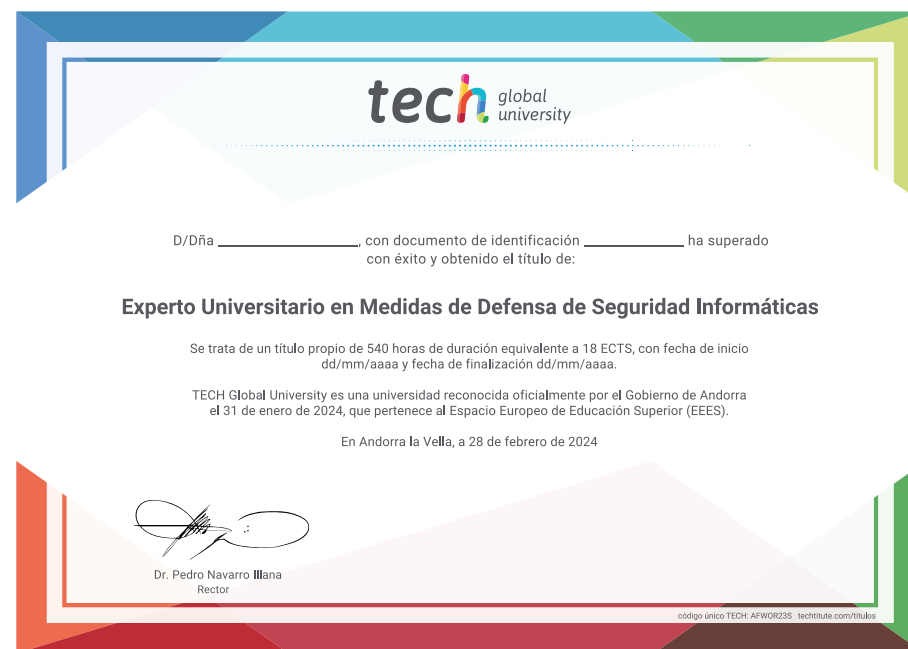 tech global university
D/Dña ____________________, con documento de identificación ______________ ha superado
con éxito y obtenido el título de:
Experto Universitario en Medidas de Defensa de Seguridad Informáticas
Se trata de un título propio de 540 horas de duración equivalente a 18 ECTS, con fecha de inicio
dd/mm/aaaa y fecha de finalización dd/mm/aaaa.
TECH Global University es una universidad reconocida oficialmente por el Gobierno de Andorra
el 31 de enero de 2024, que pertenece al Espacio Europeo de Educación Superior (EEES).
En Andorra la Vella, a 28 de febrero de 2024
Dr. Pedro Navarro Illana
Rector
código único TECH: AFWOR23S techtitute.com/titulos